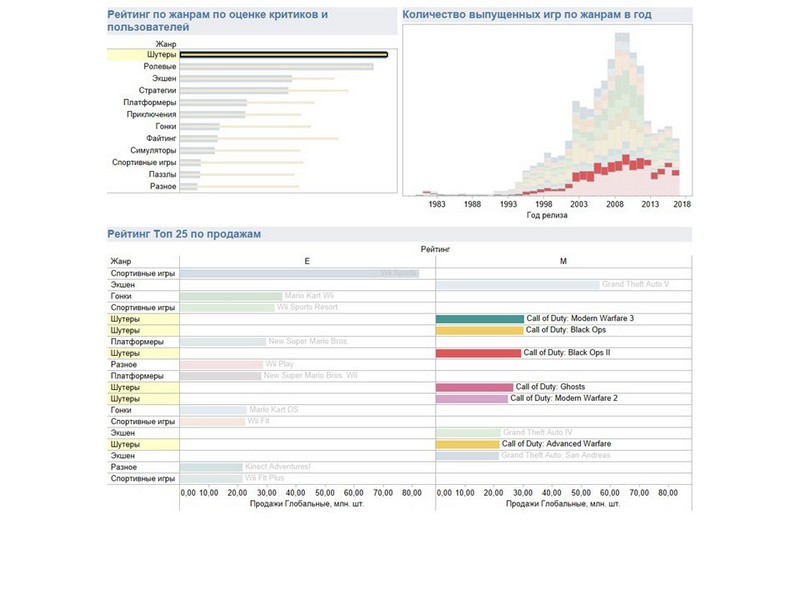 Рейтинг по жанрам по оценке критиков и
пользователей
Жанр
Шутеры
Ролевые
Экшен
Стратегии
Платформеры
Приключения
Гонки
Файтинг
Симуляторы
Спортивные игры
Паззлы
Разное
Количество выпущенных игр по жанрам в год
1983 1988 1993 1998 2003 2008 2013 2018
Год релиза
Рейтинг Топ 25 по продажам
Рейтинг
Жанр E M
Спортивные игры Wii Sports
Экшен Grand Theft Auto V
Гонки Mario Kart Wii
Спортивные игры Wii Sports Resort
Шутеры Call of Duty: Modern Warfare 3
Шутеры Call of Duty: Black Ops
Платформеры New Super Mario Bros.
Шутеры Call of Duty: Black Ops II
Разное Wii Play
Платформеры New Super Mario Bros. Wii
Шутеры Call of Duty: Ghosts
Шутеры Call of Duty: Modern Warfare 2
Гонки Mario Kart DS
Спортивные игры Wii Fit
Экшен Grand Theft Auto IV
Шутеры Call of Duty: Advanced Warfare
Экшен Grand Theft Auto: San Andreas
Разное Kinect Adventures!
Спортивные игры Wii Fit Plus
0,00 10,00 20,00 30,00 40,00 50,00 60,00 70,00 80,00 0,00 10,00 20,00 30,00 40,00 50,00 60,00 70,00 80,00
Продажи Глобальные, млн. шт. Продажи Глобальные, млн. шт.